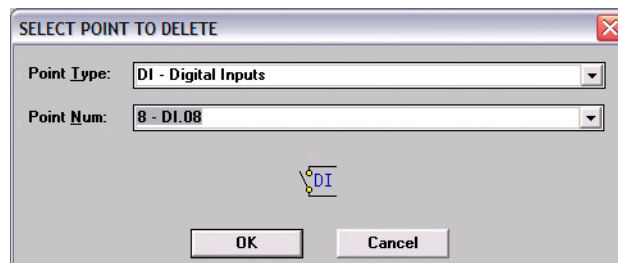 SELECT POINT TO DELETE
Point Type: DI - Digital Inputs
Point Num: 8 - DI.08
DI
OK Cancel